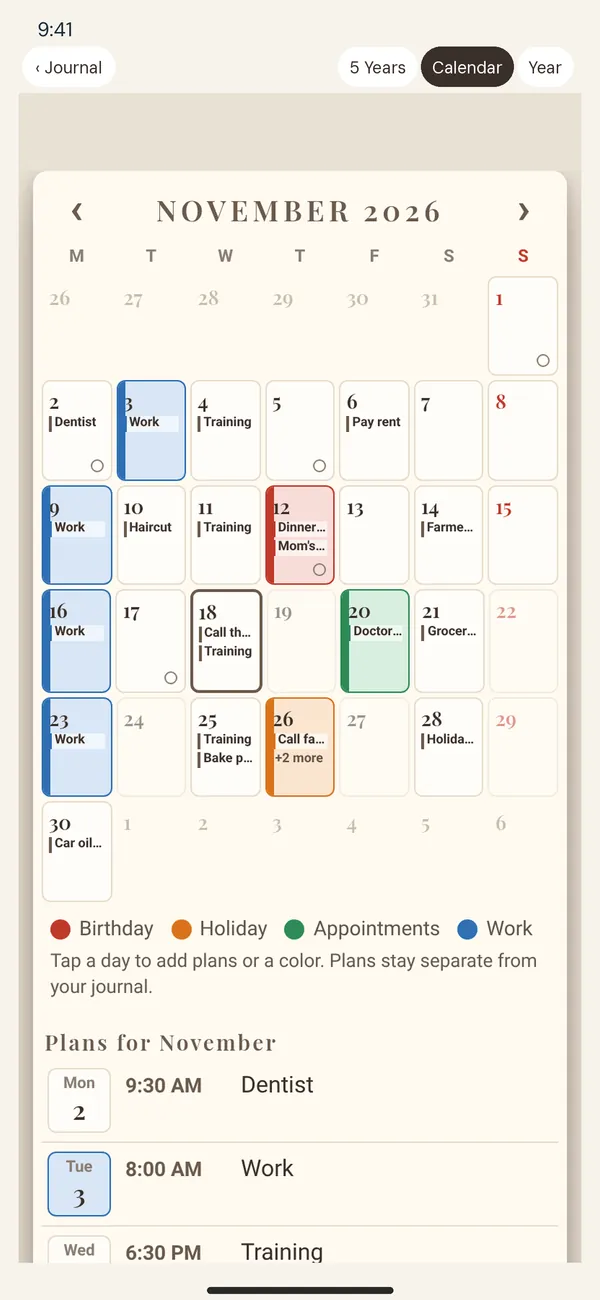 9:41
‹ Journal 5 Years Calendar Year
❮ NOVEMBER 2026 ❯
M T W T F S S
26 27 28 29 30 31 1
2 3 4 5 6 7 8
Dentist Work Training Pay rent
9 10 11 12 13 14 15
Work Haircut Training Dinner... Farme...
Mom's...
16 17 18 19 20 21 22
Work Call th... Doctor... Grocer...
Training
23 24 25 26 27 28 29
Work Training Call fa... Holida...
Bake p... +2 more
30 1 2 3 4 5 6
Car oil...
Birthday Holiday Appointments Work
Tap a day to add plans or a color. Plans stay separate from
your journal.
Plans for November
Mon 9:30 AM Dentist
2
Tue 8:00 AM Work
3
Wed 6:30 PM Training